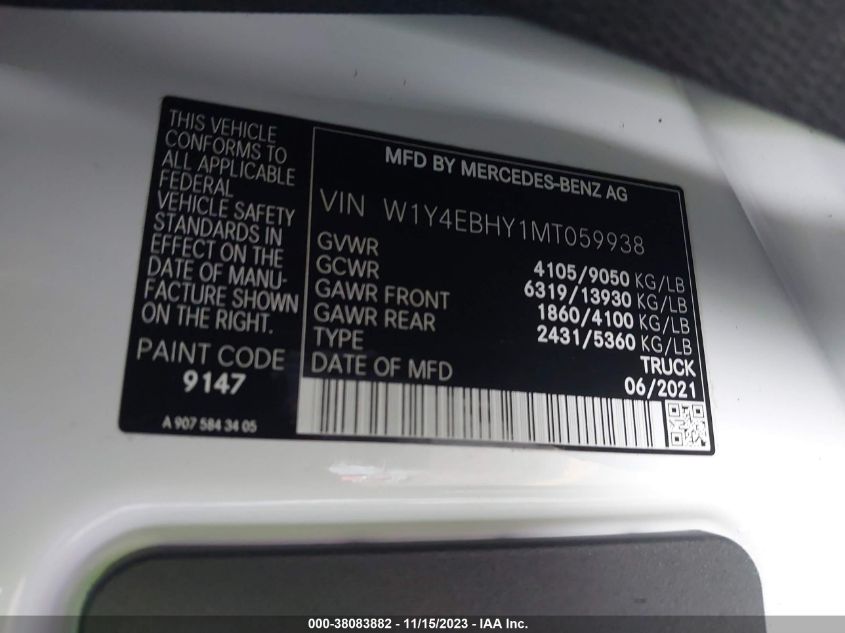 THIS VEHICLE
CONFORMS TO
ALL APPLICABLE
FEDERAL
VEHICLE SAFETY
STANDARDS IN
EFFECT ON THE
DATE OF MANU-
FACTURE SHOWN
ON THE RIGHT.
PAINT CODE
9147
A 907 584 34 05
MFD BY MERCEDES-BENZ AG
VIN W1Y4EBHY1MT059938
GVWR 4105/9050 KG/LB
GCWR 6319/13930 KG/LB
GAWR FRONT 1860/4100 KG/LB
GAWR REAR 2431/5360 KG/LB
TYPE TRUCK
DATE OF MFD 06/2021
000-38083882 - 11/15/2023 - IAA Inc.